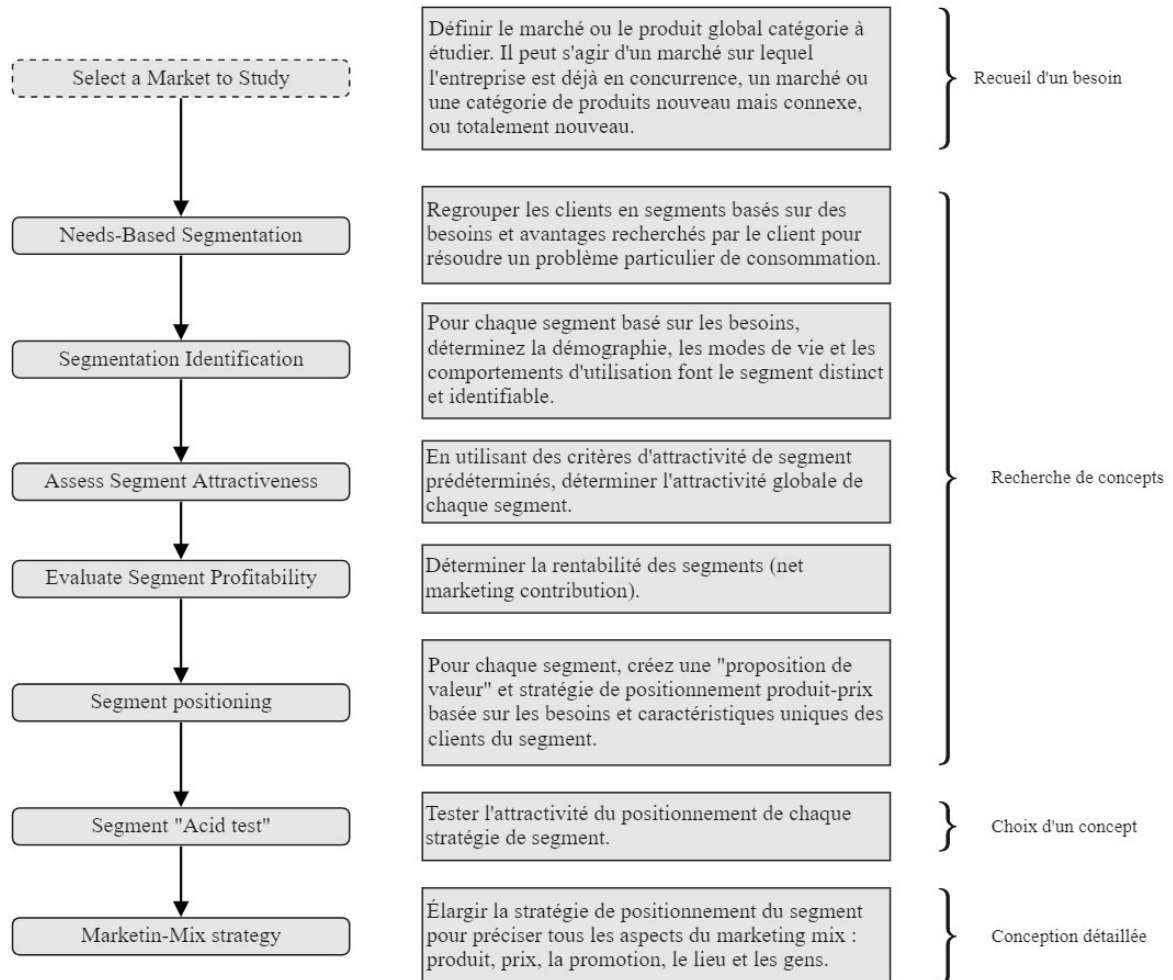 Select a Market to Study
Définir le marché ou le produit global catégorie à
étudier. Il peut s'agir d'un marché sur lequel
l'entreprise est déjà en concurrence, un marché ou
une catégorie de produits nouveau mais connexe,
ou totalement nouveau.
Recueil d'un besoin
Needs-Based Segmentation
Regrouper les clients en segments basés sur des
besoins et avantages recherchés par le client pour
résoudre un problème particulier de consommation.
Segmentation Identification
Pour chaque segment basé sur les besoins,
déterminez la démographie, les modes de vie et les
comportements d'utilisation font le segment distinct
et identifiable.
Assess Segment Attractiveness
En utilisant des critères d'attractivité de segment
prédéterminés, déterminer l'attractivité globale de
chaque segment.
Recherche de concepts
Evaluate Segment Profitability
Déterminer la rentabilité des segments (net
marketing contribution).
Segment positioning
Pour chaque segment, créez une "proposition de
valeur" et stratégie de positionnement produit-prix
basée sur les besoins et caractéristiques uniques des
clients du segment.
Segment "Acid test"
Tester l'attractivité du positionnement de chaque
stratégie de segment.
Choix d'un concept
Marketin-Mix strategy
Élargir la stratégie de positionnement du segment
pour préciser tous les aspects du marketing mix :
produit, prix, la promotion, le lieu et les gens.
Conception détaillée